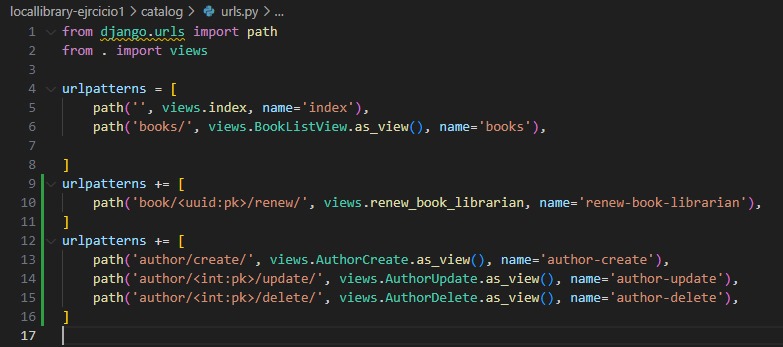 locallibrary-ejrcicio1 > catalog > urls.py > ...
1 from django.urls import path
2 from . import views
3
4 urlpatterns = [
5     path('', views.index, name='index'),
6     path('books/', views.BookListView.as_view(), name='books'),
7
8 ]
9 urlpatterns += [
10     path('book/<uuid:pk>/renew/', views.renew_book_librarian, name='renew-book-librarian'),
11 ]
12 urlpatterns += [
13     path('author/create/', views.AuthorCreate.as_view(), name='author-create'),
14     path('author/<int:pk>/update/', views.AuthorUpdate.as_view(), name='author-update'),
15     path('author/<int:pk>/delete/', views.AuthorDelete.as_view(), name='author-delete'),
16 ]
17